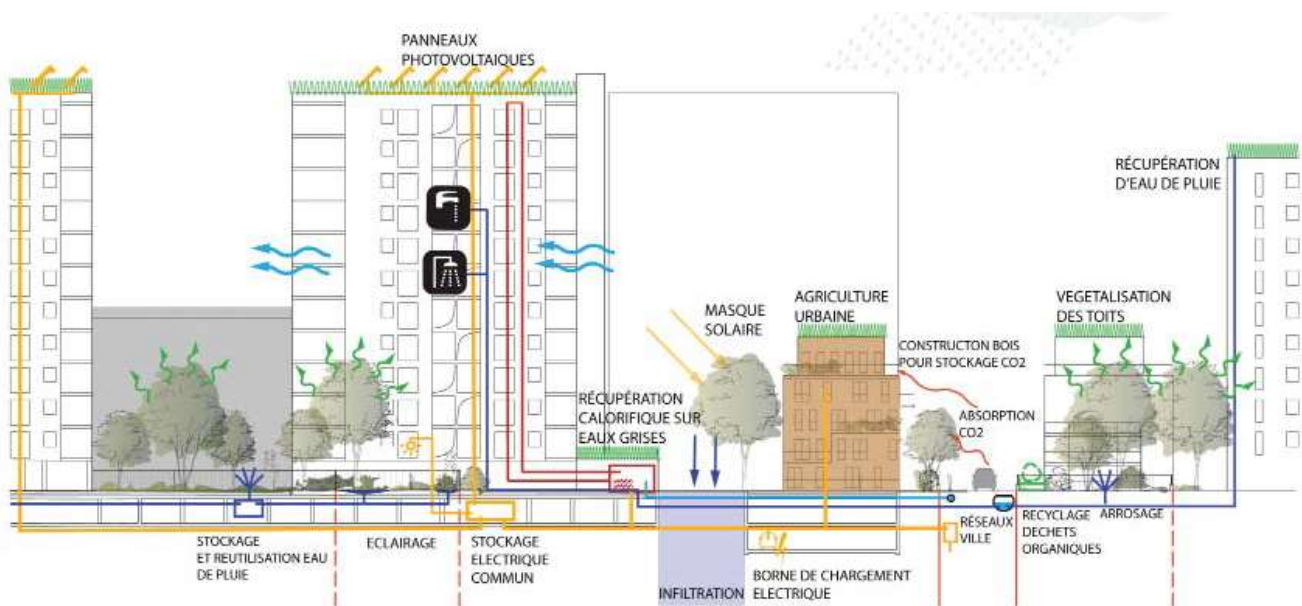 PANNEAUX
PHOTOVOLTAIQUES
RÉCUPÉRATION
D'EAU DE PLUIE
MASQUE
SOLAIRE
AGRICULTURE
URBAINE
VEGETALISATION
DES TOITS
CONSTRUCTON BOIS
POUR STOCKAGE CO2
RÉCUPÉRATION
CALORIFIQUE SUR
EAUX GRISES
ABSORPTION
CO2
STOCKAGE
ET REUTILISATION EAU
DE PLUIE
ECLAIRAGE
STOCKAGE
ELECTRIQUE
COMMUN
INFILTRATION
BORNE DE CHARGEMENT
ELECTRIQUE
RÉSEAUX
VILLE
RECYCLAGE
DECHETS
ORGANIQUES
ARROSAGE